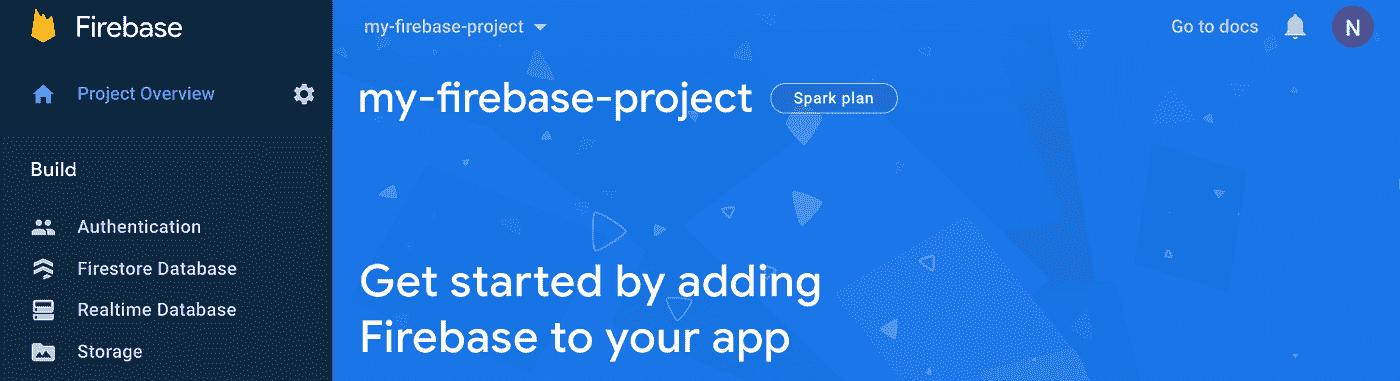 Firebase
Project Overview
Build
Authentication
Firestore Database
Realtime Database
Storage
my-firebase-project
Go to docs
N
my-firebase-project
Spark plan
Get started by adding
Firebase to your app